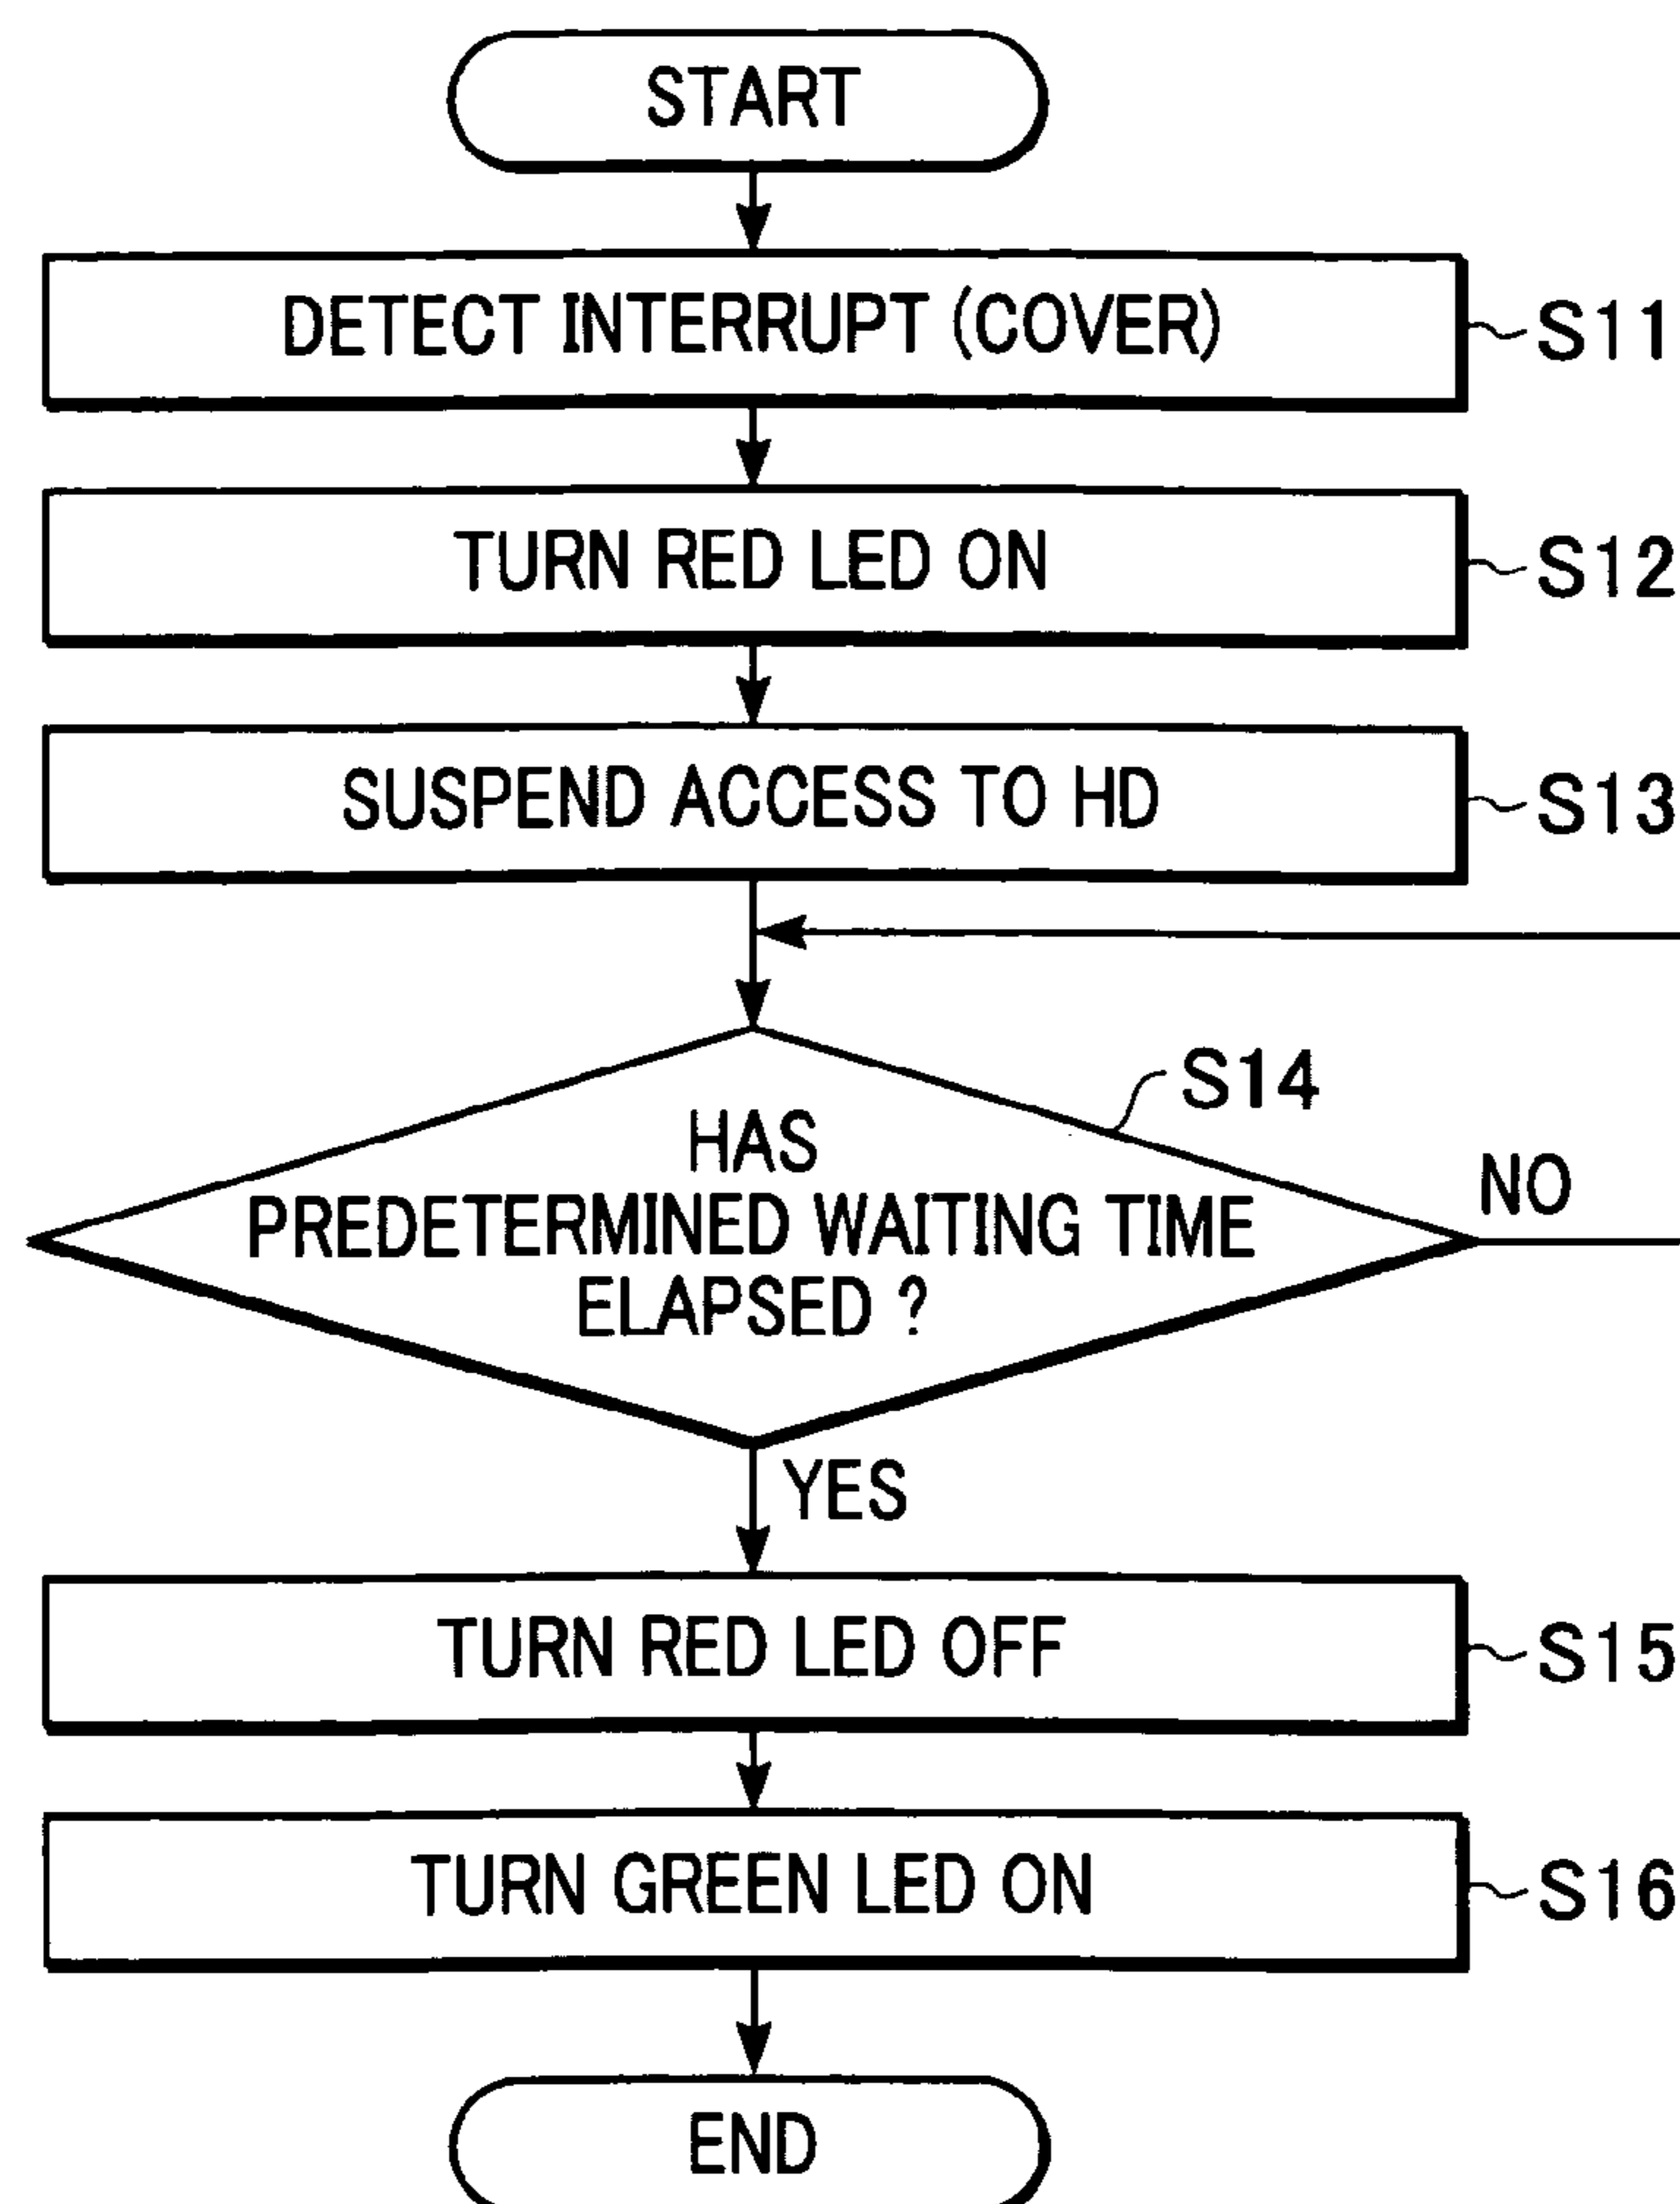 START
DETECT INTERRUPT (COVER)
S11
TURN RED LED ON
S12
SUSPEND ACCESS TO HD
S13
S14
HAS
PREDETERMINED WAITING TIME
ELAPSED ?
NO
YES
TURN RED LED OFF
S15
TURN GREEN LED ON
S16
END